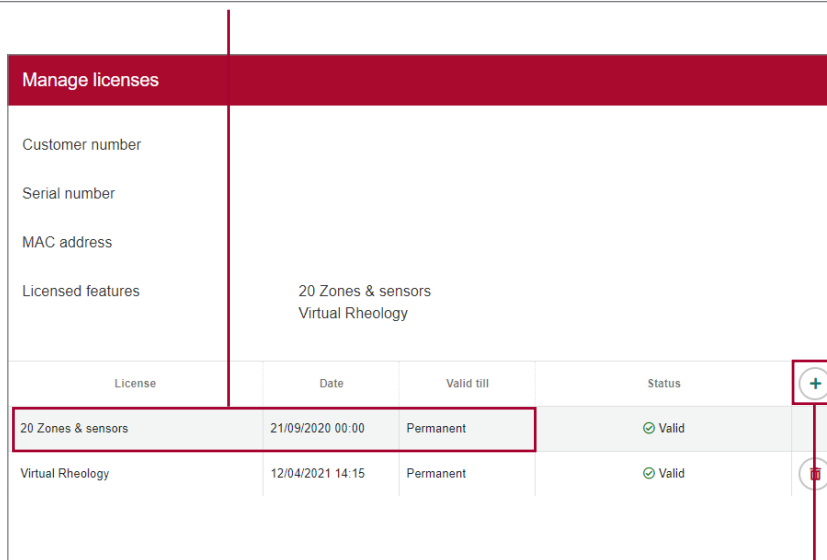 Manage licenses
Customer number
Serial number
MAC address
Licensed features 20 Zones & sensors
Virtual Rheology
License Date Valid till Status
20 Zones & sensors 21/09/2020 00:00 Permanent Valid
Virtual Rheology 12/04/2021 14:15 Permanent Valid